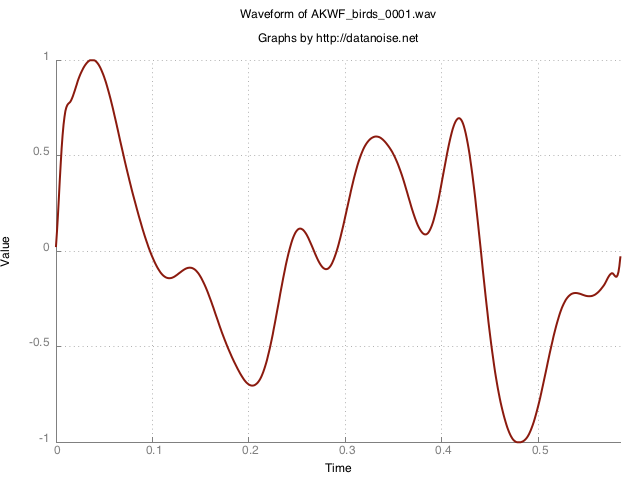 Waveform of AKWF_birds_0001.wav
Graphs by http://datanoise.net
1
0.5
0
-0.5
-1
Value
0 0.1 0.2 0.3 0.4 0.5
Time